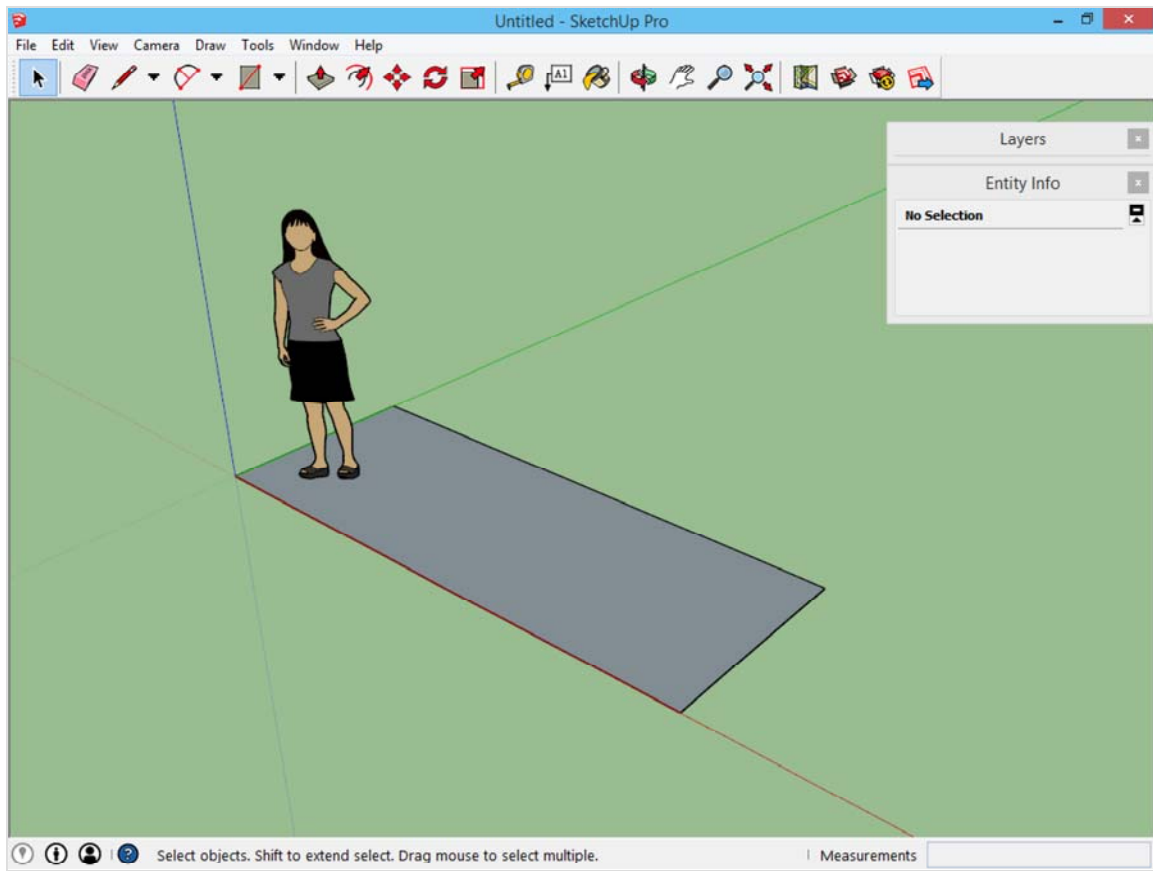 Untitled - SketchUp Pro
File Edit View Camera Draw Tools Window Help
A1
Layers
Entity Info
No Selection
Select objects. Shift to extend select. Drag mouse to select multiple.
Measurements